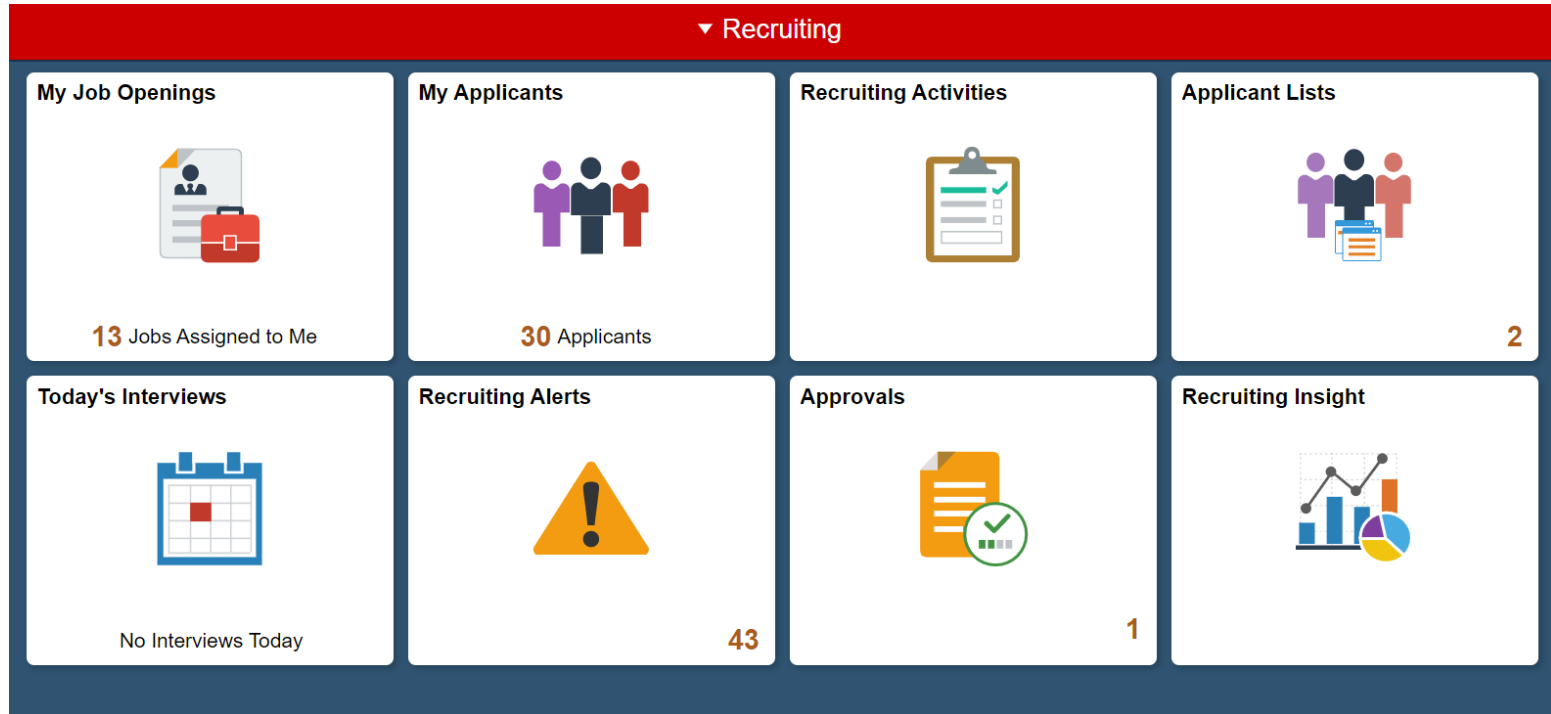 Recruiting
My Job Openings
13 Jobs Assigned to Me
My Applicants
30 Applicants
Recruiting Activities
Applicant Lists
2
Today's Interviews
No Interviews Today
Recruiting Alerts
43
Approvals
1
Recruiting Insight